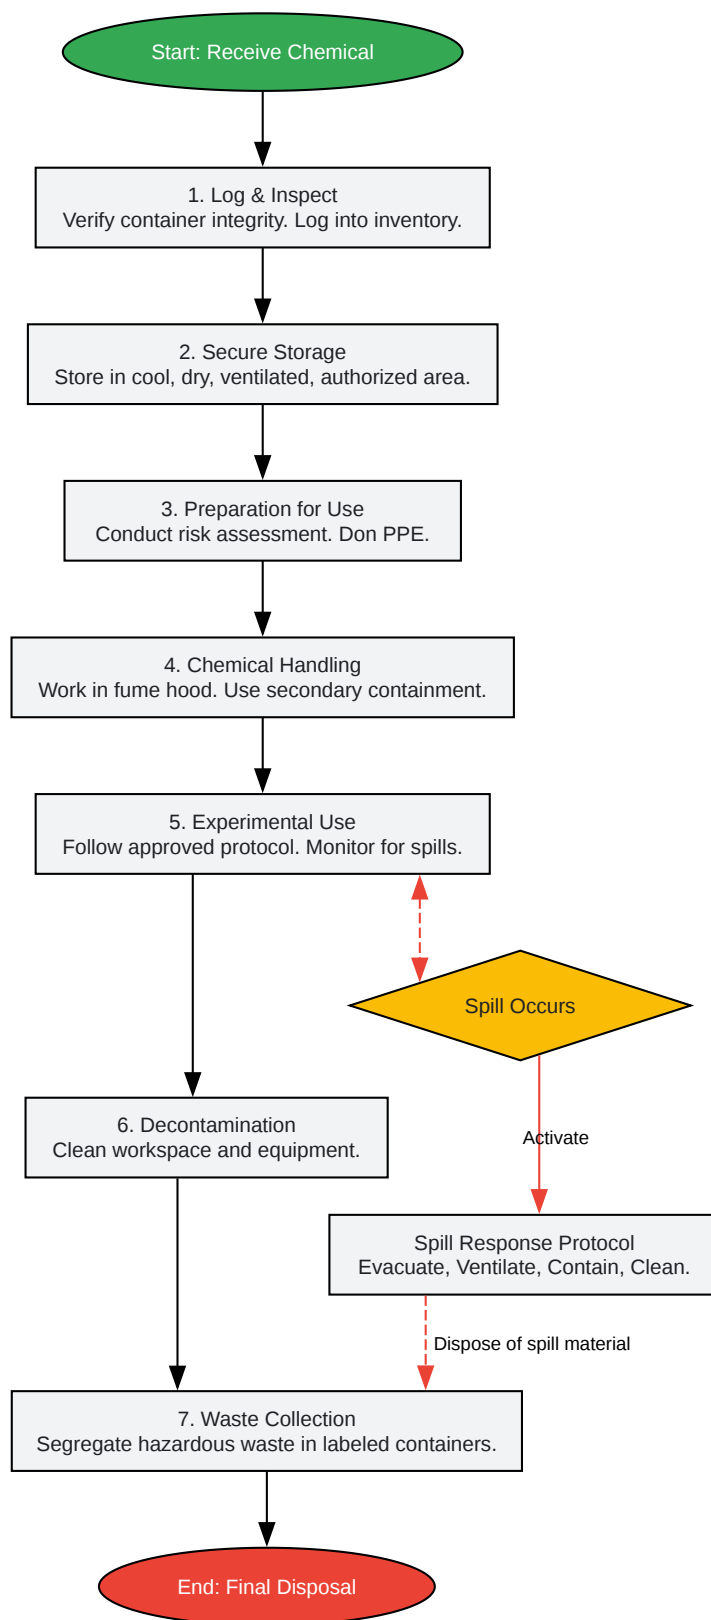 Start: Receive Chemical
1. Log & Inspect
Verify container integrity. Log into inventory.
2. Secure Storage
Store in cool, dry, ventilated, authorized area.
3. Preparation for Use
Conduct risk assessment. Don PPE.
4. Chemical Handling
Work in fume hood. Use secondary containment.
5. Experimental Use
Follow approved protocol. Monitor for spills.
Spill Occurs
6. Decontamination
Clean workspace and equipment.
Activate
Spill Response Protocol
Evacuate, Ventilate, Contain, Clean.
Dispose of spill material
7. Waste Collection
Segregate hazardous waste in labeled containers.
End: Final Disposal